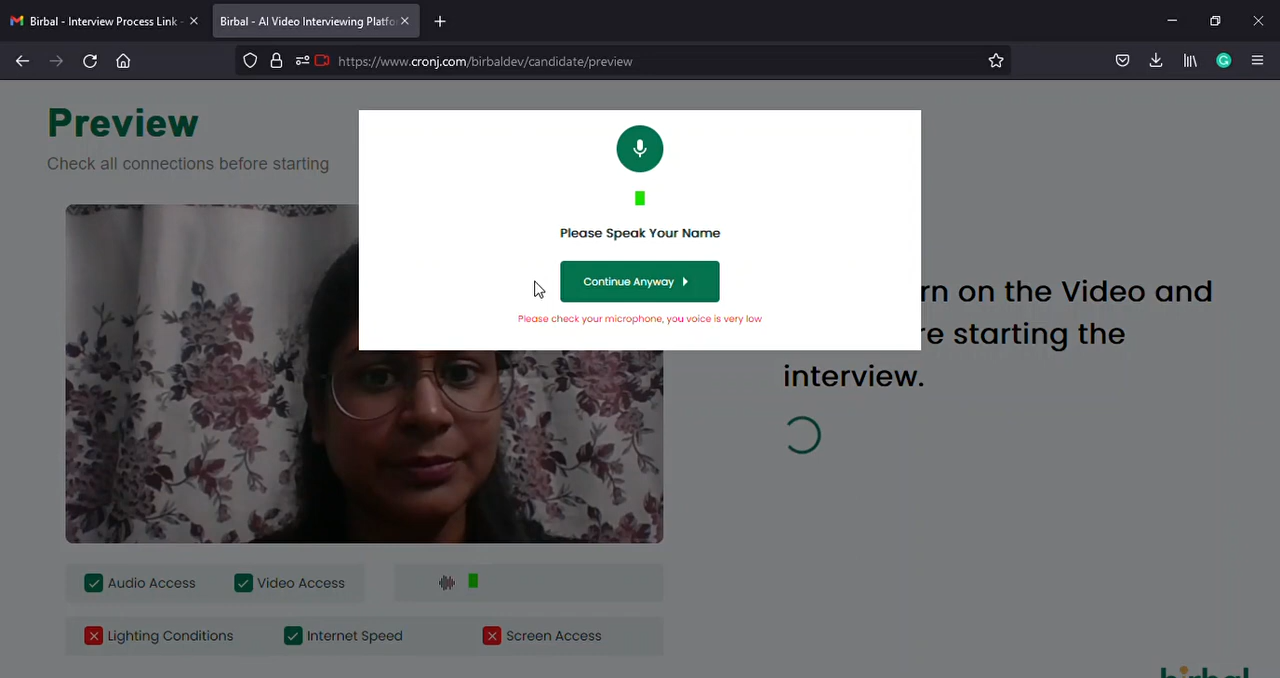 Birbal - Interview Process Link -
Birbal - AI Video Interviewing Platfo
https://www.cronj.com/birbaldev/candidate/preview
Preview
Check all connections before starting
Please Speak Your Name
Continue Anyway
Please check your microphone, you voice is very low
rn on the Video and
re starting the
interview.
Audio Access
Video Access
Lighting Conditions
Internet Speed
Screen Access
birbal